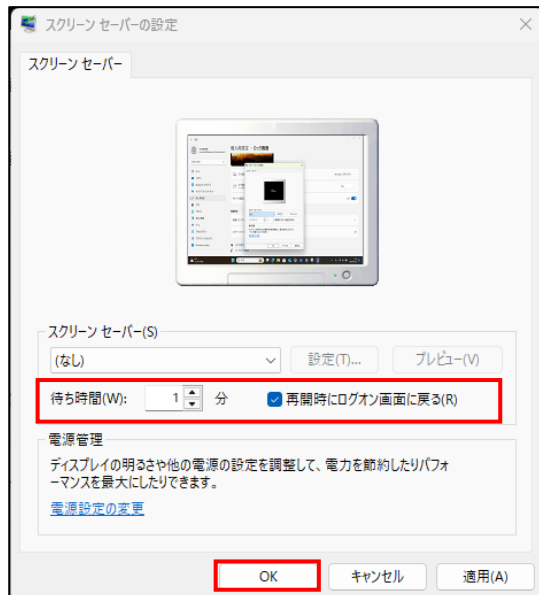 スクリーン セーバーの設定
スクリーン セーバー
スクリーン セーバー(S)
(なし)
設定(T)...
プレビュー(V)
待ち時間(W): 1 分 再開時にログオン画面に戻る(R)
電源管理
ディスプレイの明るさや他の電源の設定を調整して、電力を節約したりパフォ
ーマンスを最大にしたりできます。
電源設定の変更
OK キャンセル 適用(A)